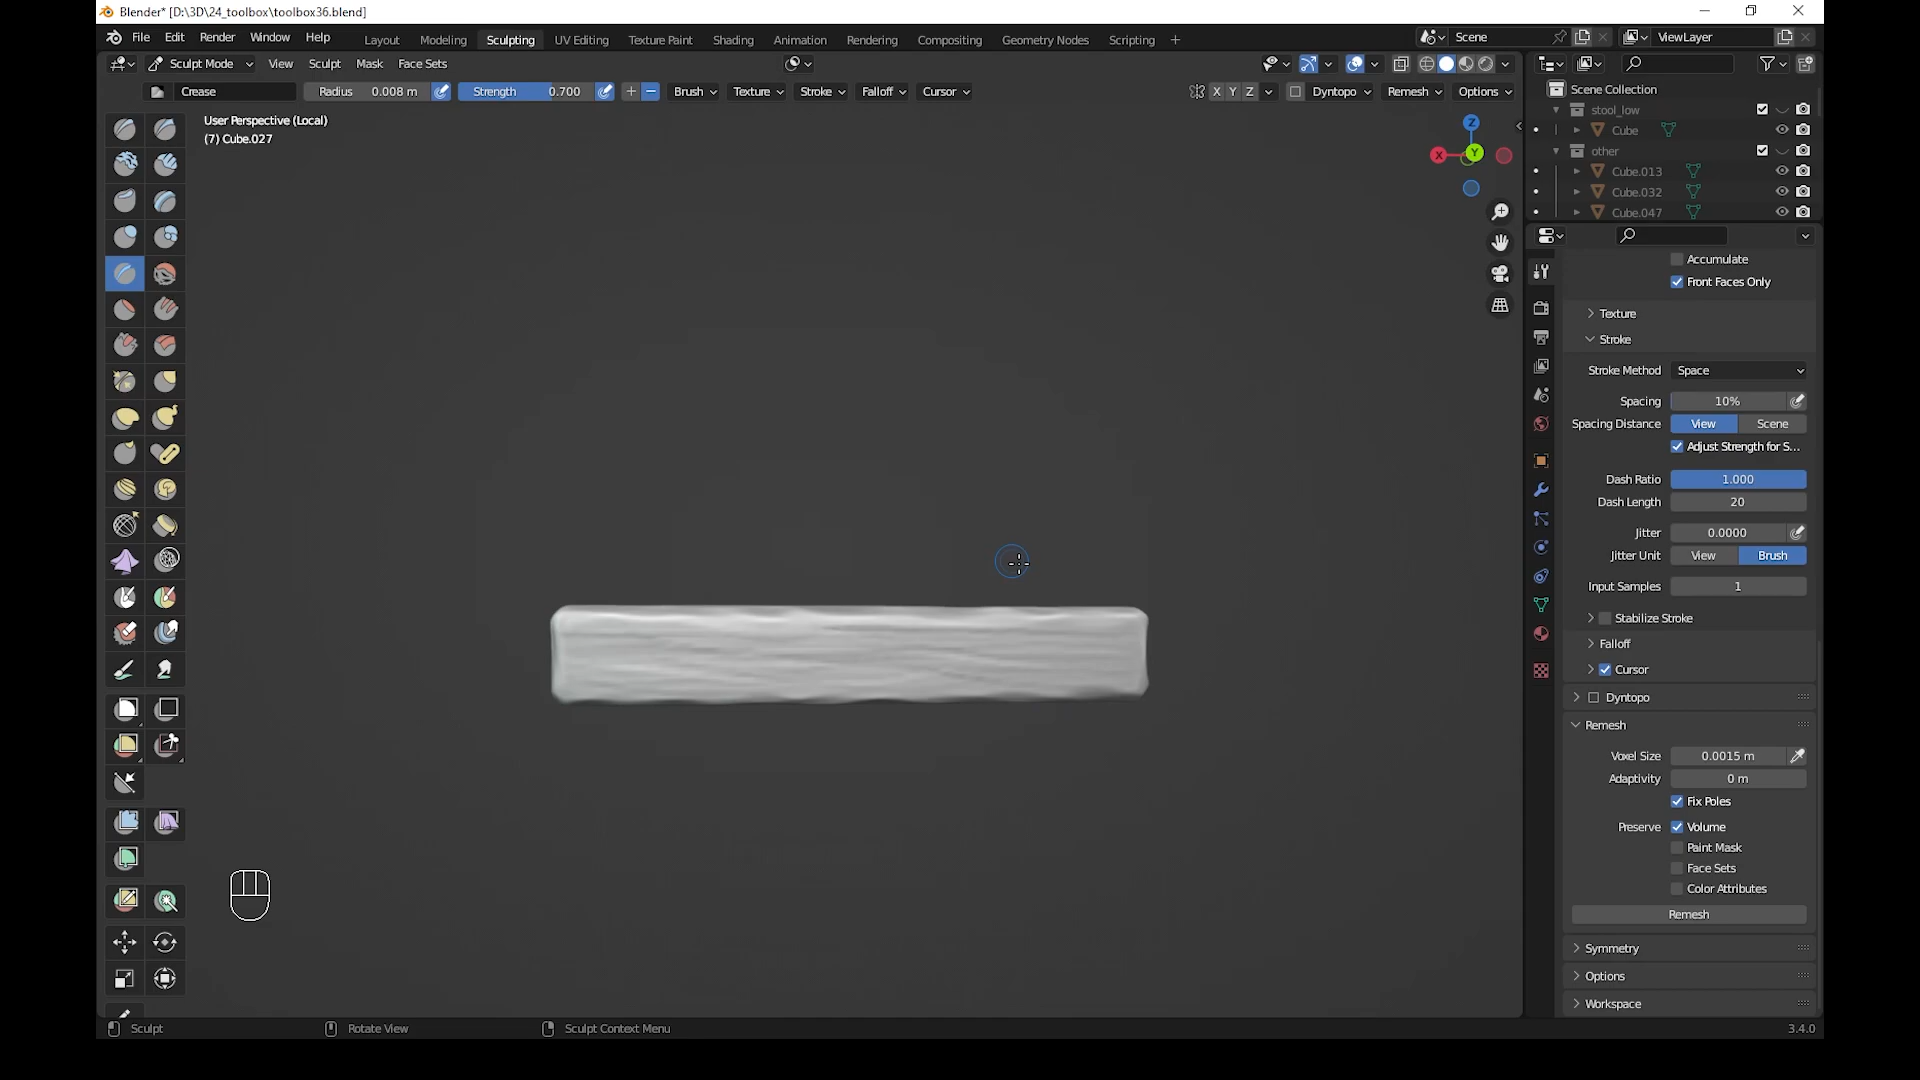 Blender* [D:\3D\24_toolbox\toolbox36.blend]
File Edit Render Window Help Layout Modeling Sculpting UV Editing Texture Paint Shading Animation Rendering Compositing Geometry Nodes Scripting + Scene ViewLayer
Sculpt Mode View Sculpt Mask Face Sets
Crease Radius 0.008 m Strength 0.700 Brush Texture Stroke Falloff Cursor X Y Z Dyntopo Remesh Options
User Perspective (Local)
(7) Cube.027
Z
X Y
Scene Collection
stool_low
Cube
other
Cube.013
Cube.032
Cube.047
Accumulate
Front Faces Only
Texture
Stroke
Stroke Method Space
Spacing 10%
Spacing Distance View Scene
Adjust Strength for S...
Dash Ratio 1.000
Dash Length 20
Jitter 0.0000
Jitter Unit View Brush
Input Samples 1
Stabilize Stroke
Falloff
Cursor
Dyntopo
Remesh
Voxel Size 0.0015 m
Adaptivity 0 m
Fix Poles
Preserve Volume
Paint Mask
Face Sets
Color Attributes
Remesh
Symmetry
Options
Workspace
Sculpt Rotate View Sculpt Context Menu 3.4.0